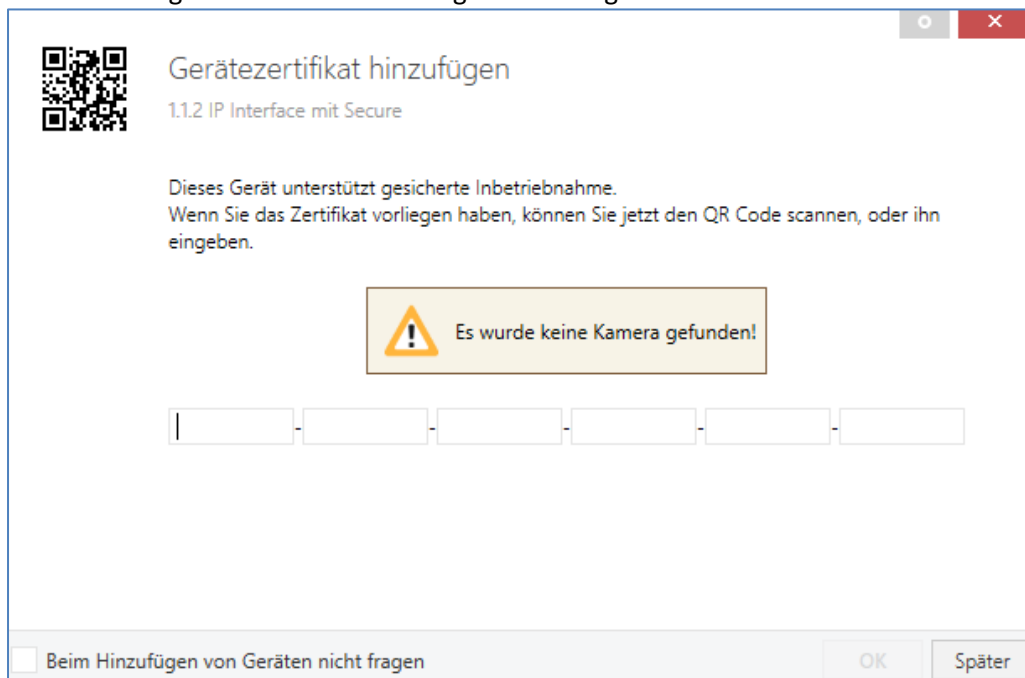 Gerätezertifikat hinzufügen
1.1.2 IP Interface mit Secure
Dieses Gerät unterstützt gesicherte Inbetriebnahme.
Wenn Sie das Zertifikat vorliegen haben, können Sie jetzt den QR Code scannen, oder ihn
eingeben.
Es wurde keine Kamera gefunden!
- - - - -
Beim Hinzufügen von Geräten nicht fragen
OK
Später